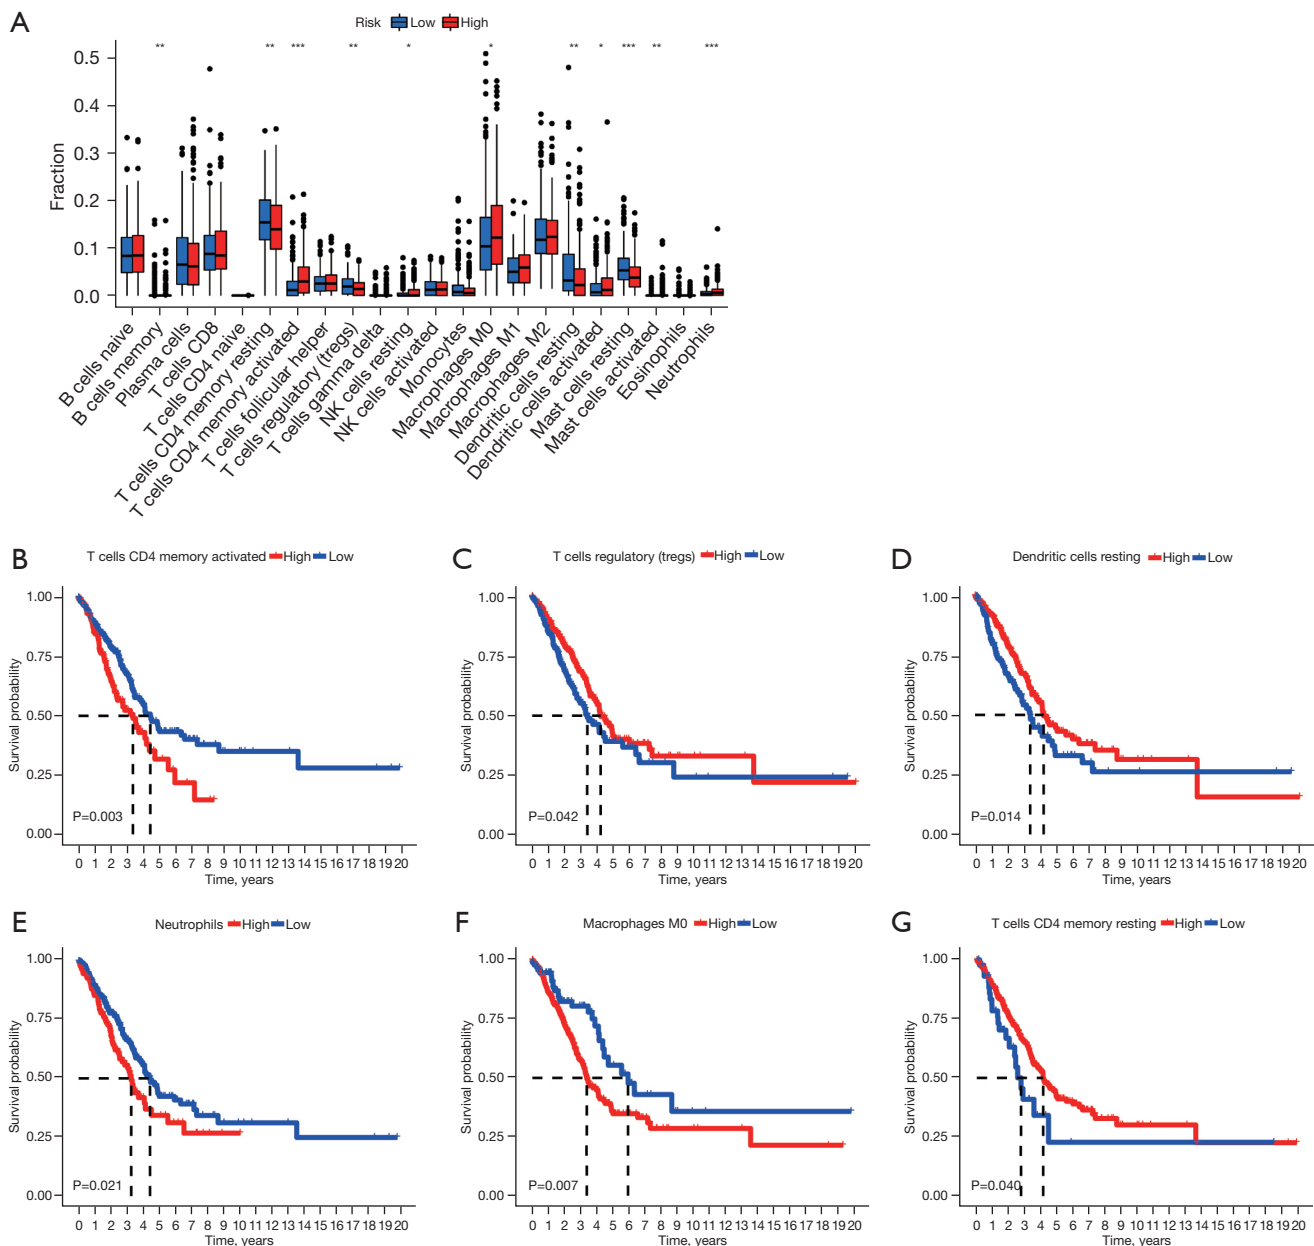 A
Risk Low High
** ** *** ** * * ** * *** ** ***
Fraction
0.5
0.4
0.3
0.2
0.1
0.0
B cells naive
B cells memory
Plasma cells
T cells CD8
T cells CD4 naive
T cells CD4 memory resting
T cells CD4 memory activated
T cells follicular helper
T cells regulatory (tregs)
T cells gamma delta
NK cells resting
NK cells activated
Monocytes
Macrophages M0
Macrophages M1
Macrophages M2
Dendritic cells resting
Dendritic cells activated
Mast cells resting
Mast cells activated
Eosinophils
Neutrophils
B
T cells CD4 memory activated High Low
Survival probability
1.00
0.75
0.50
0.25
0.00
P=0.003
0 1 2 3 4 5 6 7 8 9 10 11 12 13 14 15 16 17 18 19 20
Time, years
C
T cells regulatory (tregs) High Low
Survival probability
1.00
0.75
0.50
0.25
0.00
P=0.042
0 1 2 3 4 5 6 7 8 9 10 11 12 13 14 15 16 17 18 19 20
Time, years
D
Dendritic cells resting High Low
Survival probability
1.00
0.75
0.50
0.25
0.00
P=0.014
0 1 2 3 4 5 6 7 8 9 10 11 12 13 14 15 16 17 18 19 20
Time, years
E
Neutrophils High Low
Survival probability
1.00
0.75
0.50
0.25
0.00
P=0.021
0 1 2 3 4 5 6 7 8 9 10 11 12 13 14 15 16 17 18 19 20
Time, years
F
Macrophages M0 High Low
Survival probability
1.00
0.75
0.50
0.25
0.00
P=0.007
0 1 2 3 4 5 6 7 8 9 10 11 12 13 14 15 16 17 18 19 20
Time, years
G
T cells CD4 memory resting High Low
Survival probability
1.00
0.75
0.50
0.25
0.00
P=0.040
0 1 2 3 4 5 6 7 8 9 10 11 12 13 14 15 16 17 18 19 20
Time, years